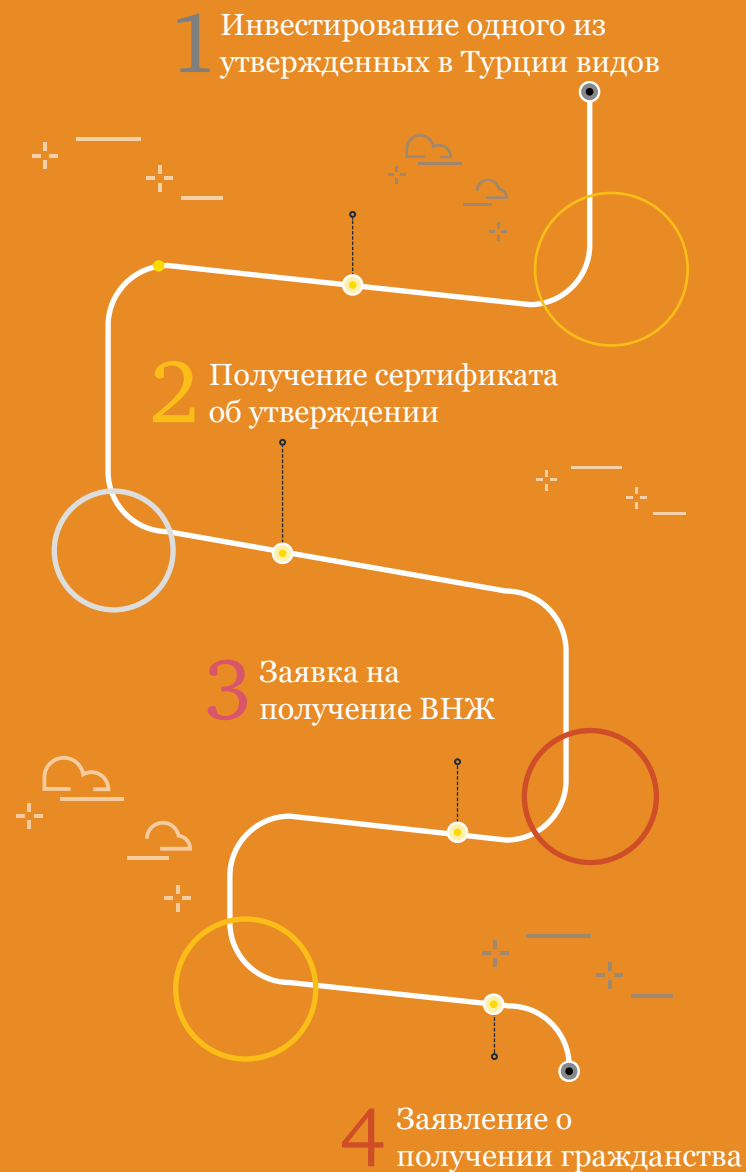 1 Инвестирование одного из
утвержденных в Турции видов
2 Получение сертификата
об утверждении
3 Заявка на
получение ВНЖ
4 Заявление о
получении гражданства